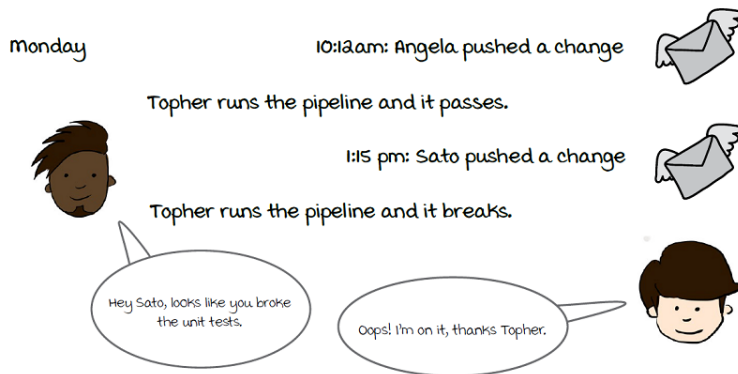 Monday
10:12am: Angela pushed a change
Topher runs the pipeline and it passes.
1:15 pm: Sato pushed a change
Topher runs the pipeline and it breaks.
Hey Sato, looks like you broke
the unit tests.
Oops! I'm on it, thanks Topher.